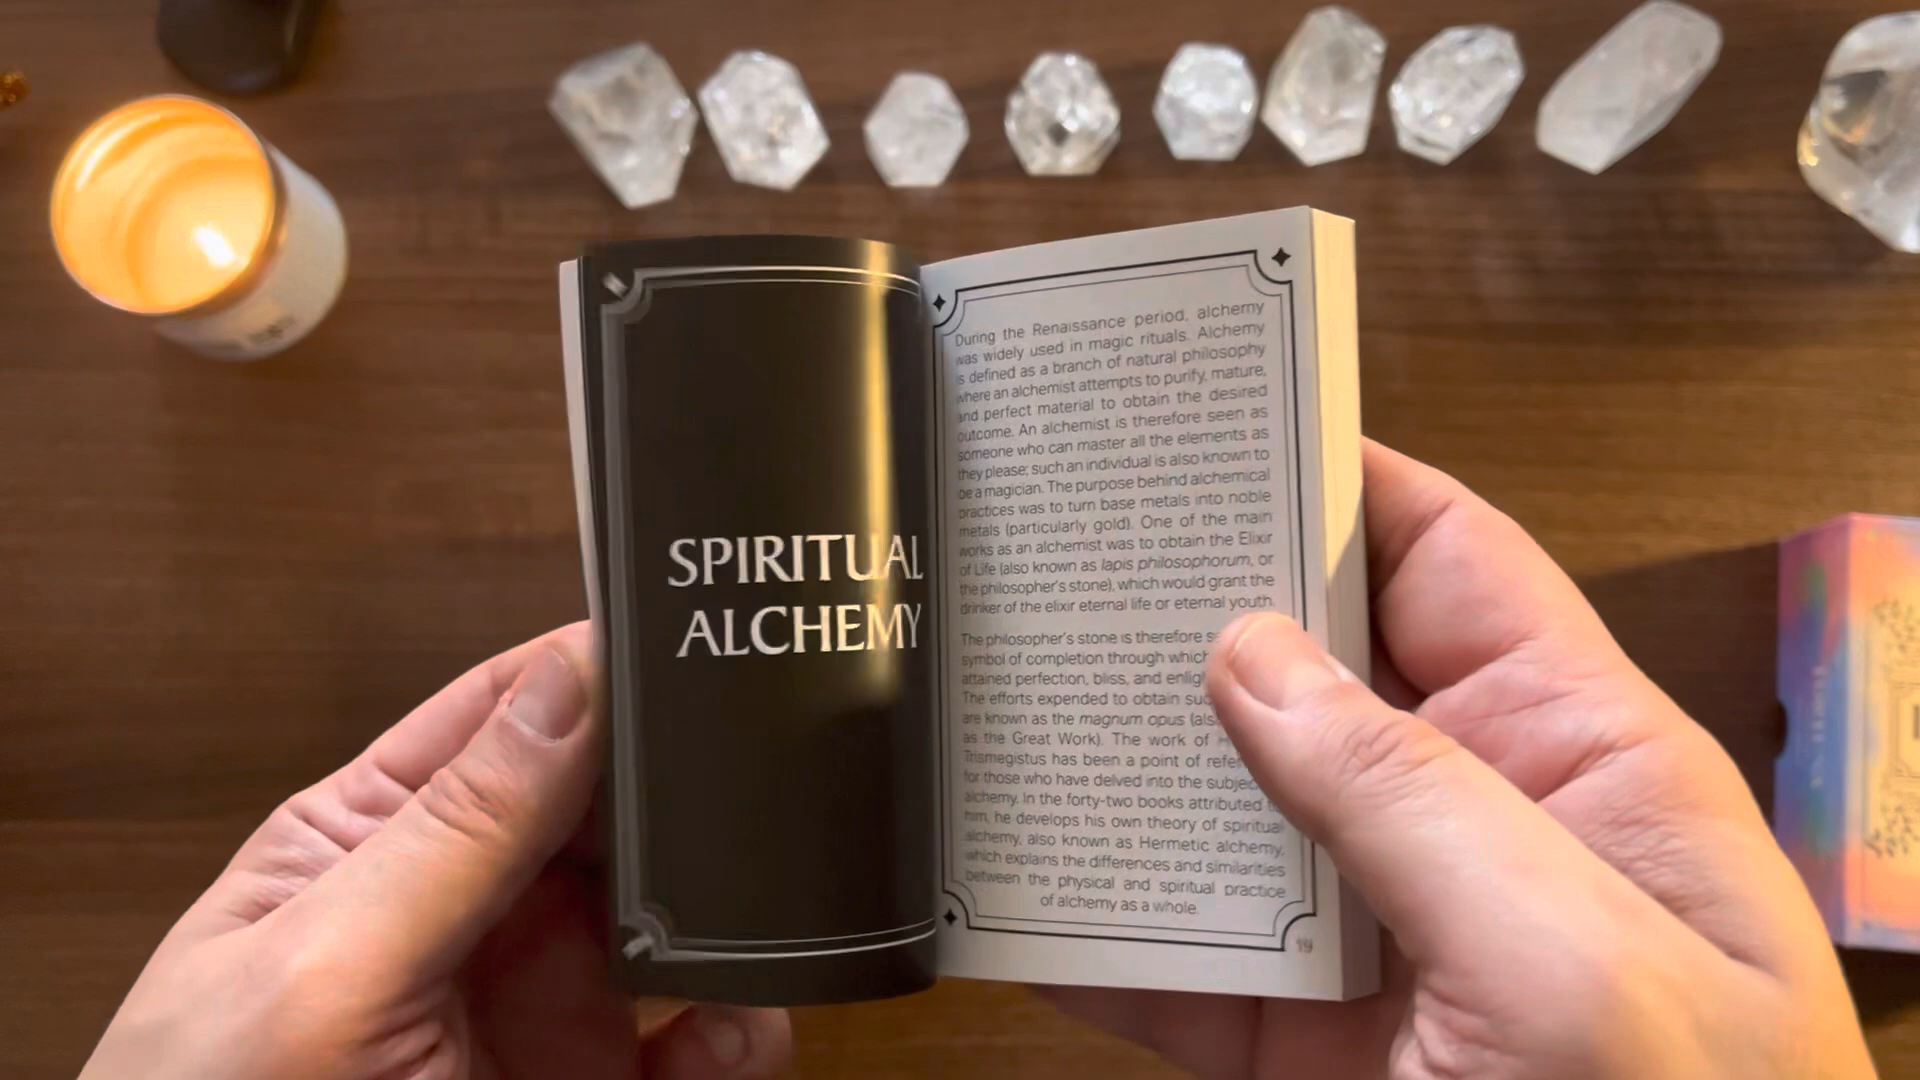 SPIRITUAL
ALCHEMY
During the Renaissance period, alchemy
was widely used in magic rituals. Alchemy
is defined as a branch of natural philosophy
where an alchemist attempts to purify, mature,
and perfect material to obtain the desired
outcome. An alchemist is therefore seen as
someone who can master all the elements as
they please; such an individual is also known to
be a magician. The purpose behind alchemical
practices was to turn base metals into noble
metals (particularly gold). One of the main
works as an alchemist was to obtain the Elixir
of Life (also known as lapis philosophorum, or
the philosopher's stone), which would grant the
drinker of the elixir eternal life or eternal youth.
The philosopher's stone is therefore
symbol of completion through which
attained perfection, bliss, and
The efforts expended to obtain
are known as the magnum opus
as the Great Work). The work of
Trismegistus has been a point of
for those who have delved into the
alchemy. In the forty-two books attributed
him, he develops his own theory of spiritual
alchemy, also known as Hermetic alchemy,
which explains the differences and similarities
between the physical and spiritual practice
of alchemy as a whole.
19